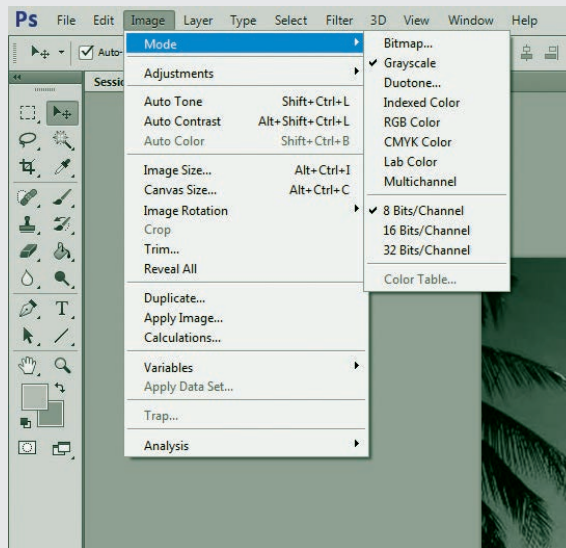 Ps File Edit Image Layer Type Select Filter 3D View Window Help
Auto-
Sessi
Mode
Adjustments
Auto Tone Shift+Ctrl+L
Auto Contrast Alt+Shift+Ctrl+L
Auto Color Shift+Ctrl+B
Image Size... Alt+Ctrl+I
Canvas Size... Alt+Ctrl+C
Image Rotation
Crop
Trim...
Reveal All
Duplicate...
Apply Image...
Calculations...
Variables
Apply Data Set...
Trap...
Analysis
Bitmap...
Grayscale
Duotone...
Indexed Color
RGB Color
CMYK Color
Lab Color
Multichannel
8 Bits/Channel
16 Bits/Channel
32 Bits/Channel
Color Table...
T